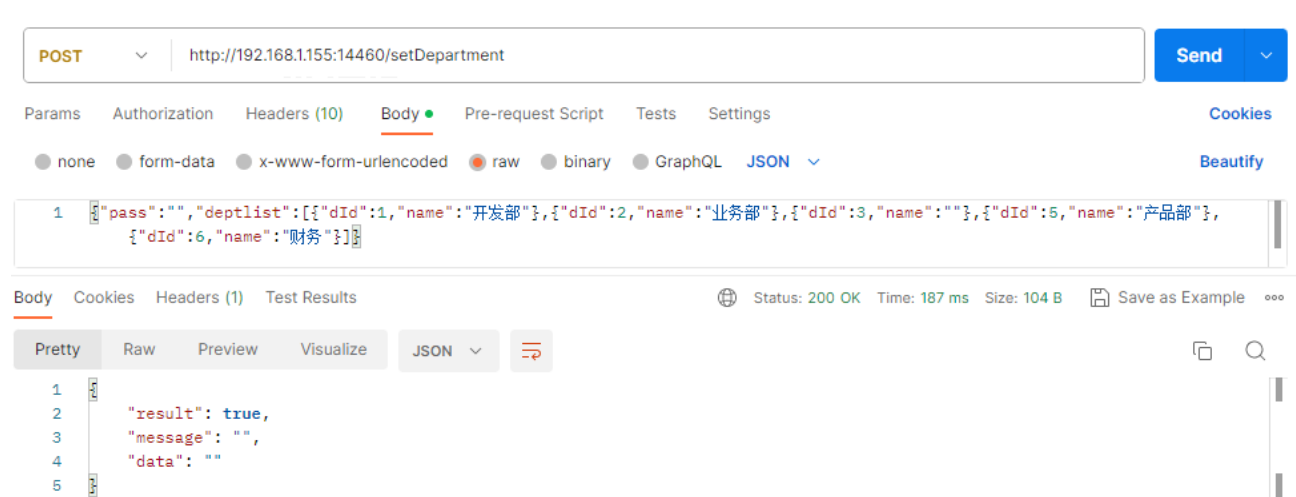 POST http://192.168.1.155:14460/setDepartment Send
Params Authorization Headers (10) Body Pre-request Script Tests Settings Cookies
none form-data x-www-form-urlencoded raw binary GraphQL JSON Beautify
1 {"pass":"","deptlist":[{"dId":1,"name":"开发部"},{"dId":2,"name":"业务部"},{"dId":3,"name":""},{"dId":5,"name":"产品部"},
{"dId":6,"name":"财务"}]}
Body Cookies Headers (1) Test Results Status: 200 OK Time: 187 ms Size: 104 B Save as Example
Pretty Raw Preview Visualize JSON
1 {
2 "result": true,
3 "message": "",
4 "data": ""
5 }